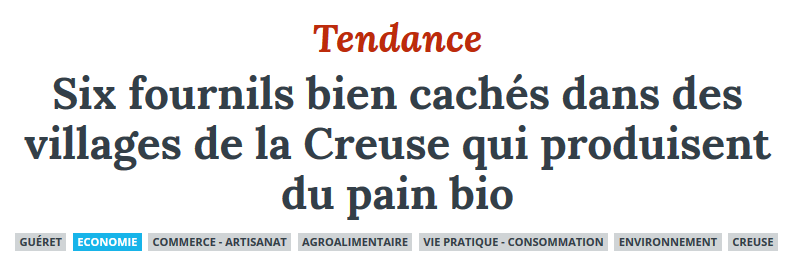 Tendance
Six fournils bien cachés dans des
villages de la Creuse qui produisent
du pain bio
GUÉRET ECONOMIE COMMERCE - ARTISANAT AGROALIMENTAIRE VIE PRATIQUE - CONSOMMATION ENVIRONNEMENT CREUSE